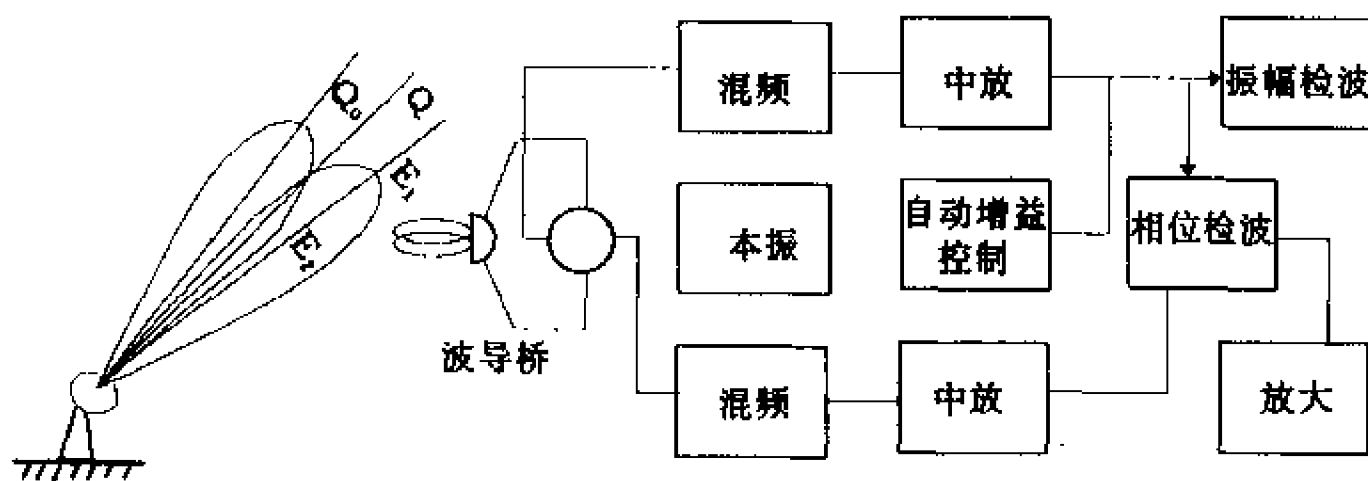 Q₀
Q
E₁
E₂
波导桥
混频
中放
振幅检波
本振
自动增益
控制
相位检波
混频
中放
放大